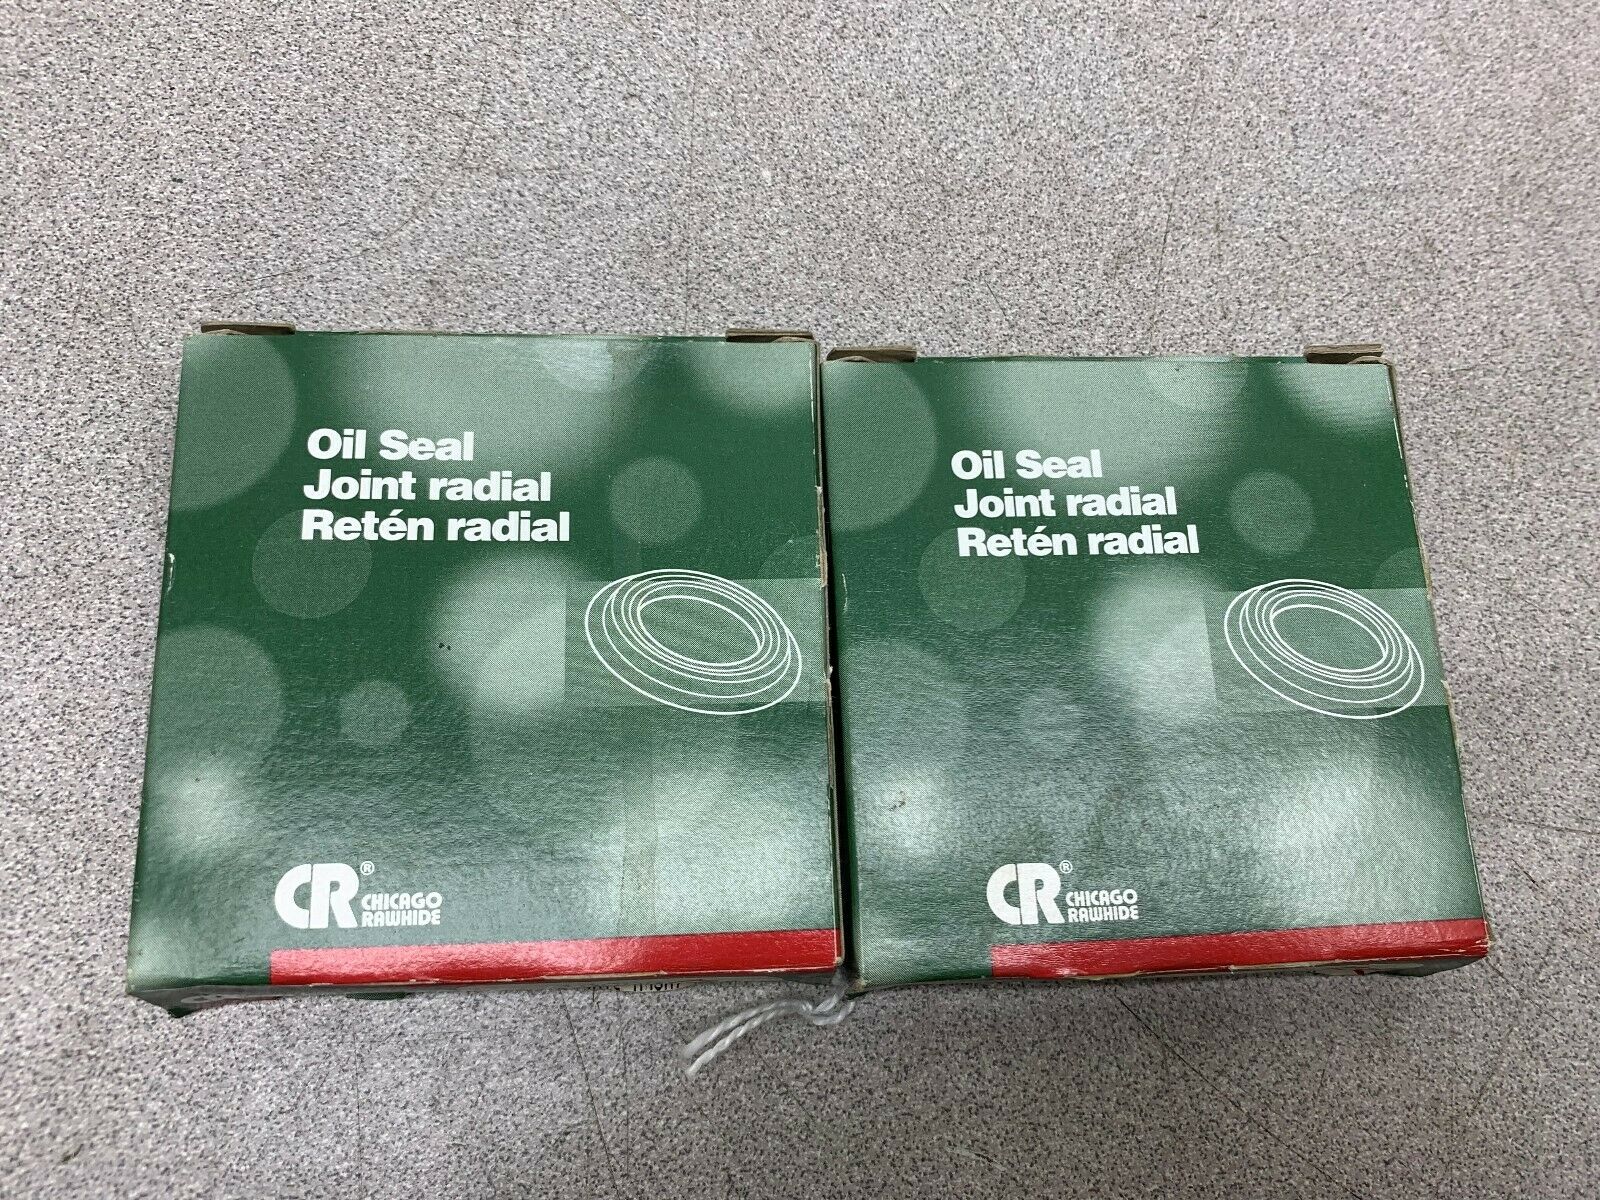 Oil Seal
Joint radial
Retén radial
CR®
CHICAGO
RAWHIDE
Oil Seal
Joint radial
Retén radial
CR®
CHICAGO
RAWHIDE